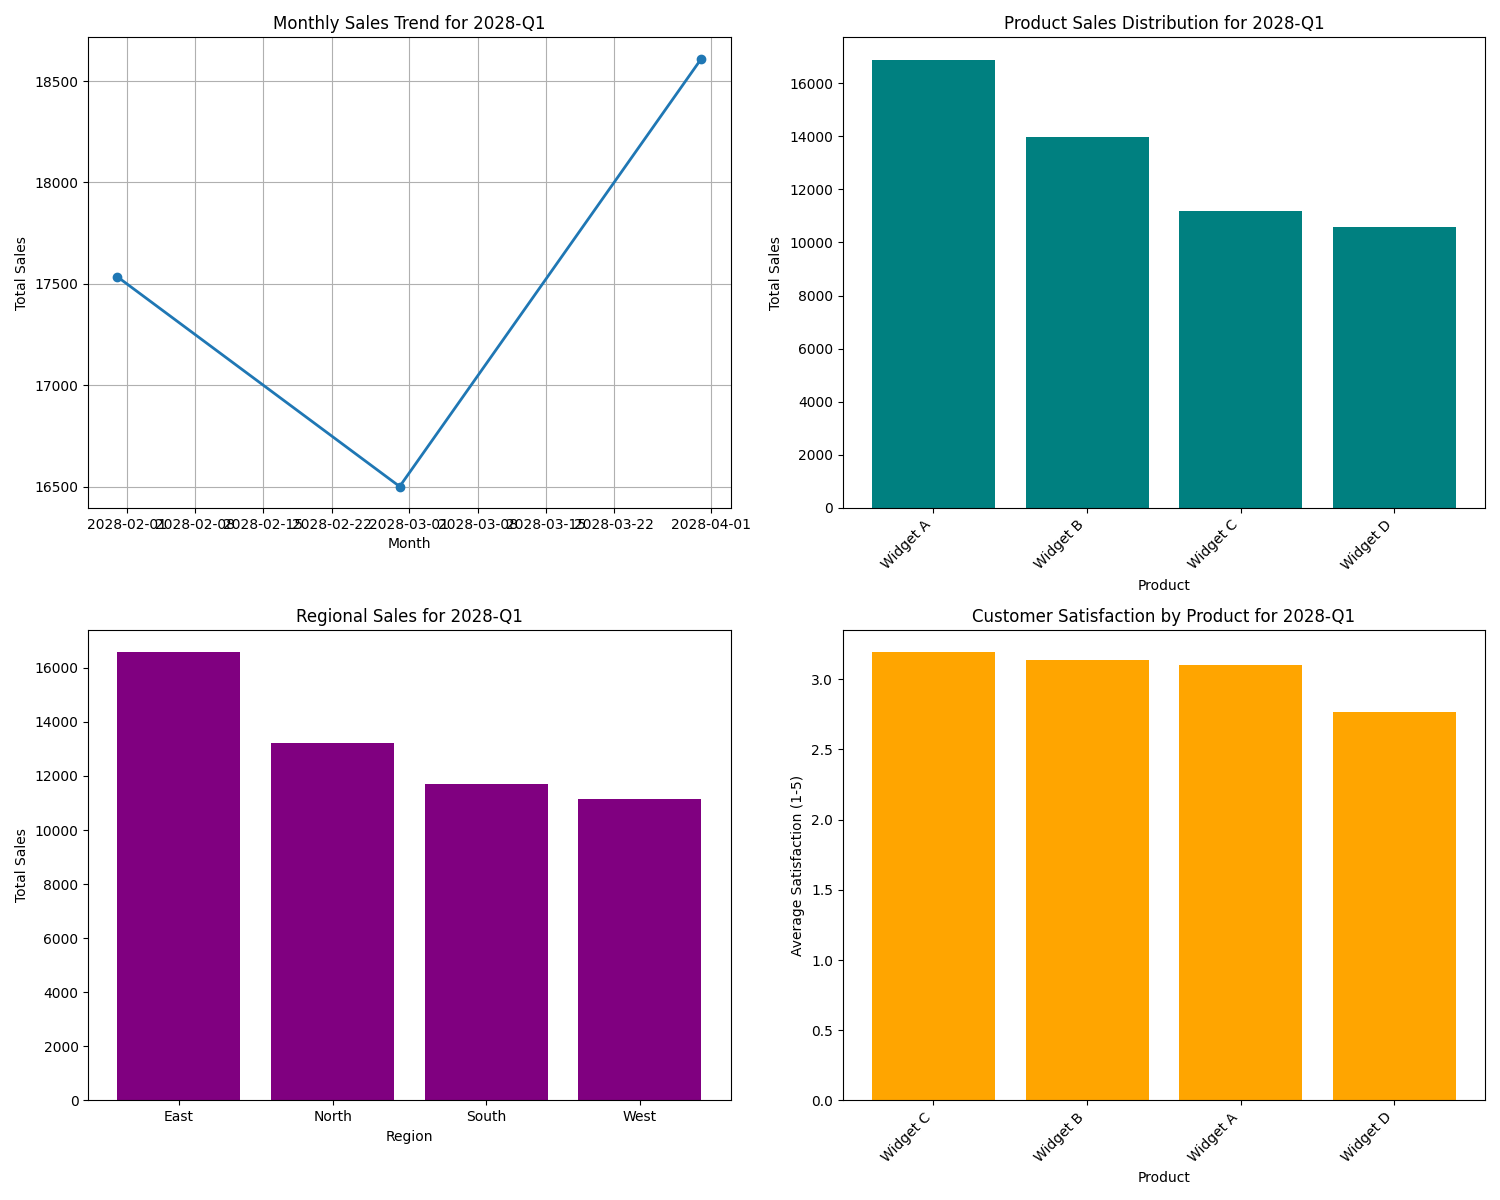 Monthly Sales Trend for 2028-Q1
18500
18000
17500
17000
16500
Total Sales
2028-02-01
2028-02-08
2028-02-15
2028-02-22
2028-03-01
2028-03-08
2028-03-15
2028-03-22
2028-04-01
Month
Product Sales Distribution for 2028-Q1
16000
14000
12000
10000
8000
6000
4000
2000
0
Total Sales
Widget A
Widget B
Widget C
Widget D
Product
Regional Sales for 2028-Q1
16000
14000
12000
10000
8000
6000
4000
2000
0
Total Sales
East
North
South
West
Region
Customer Satisfaction by Product for 2028-Q1
3.0
2.5
2.0
1.5
1.0
0.5
0.0
Average Satisfaction (1-5)
Widget C
Widget B
Widget A
Widget D
Product